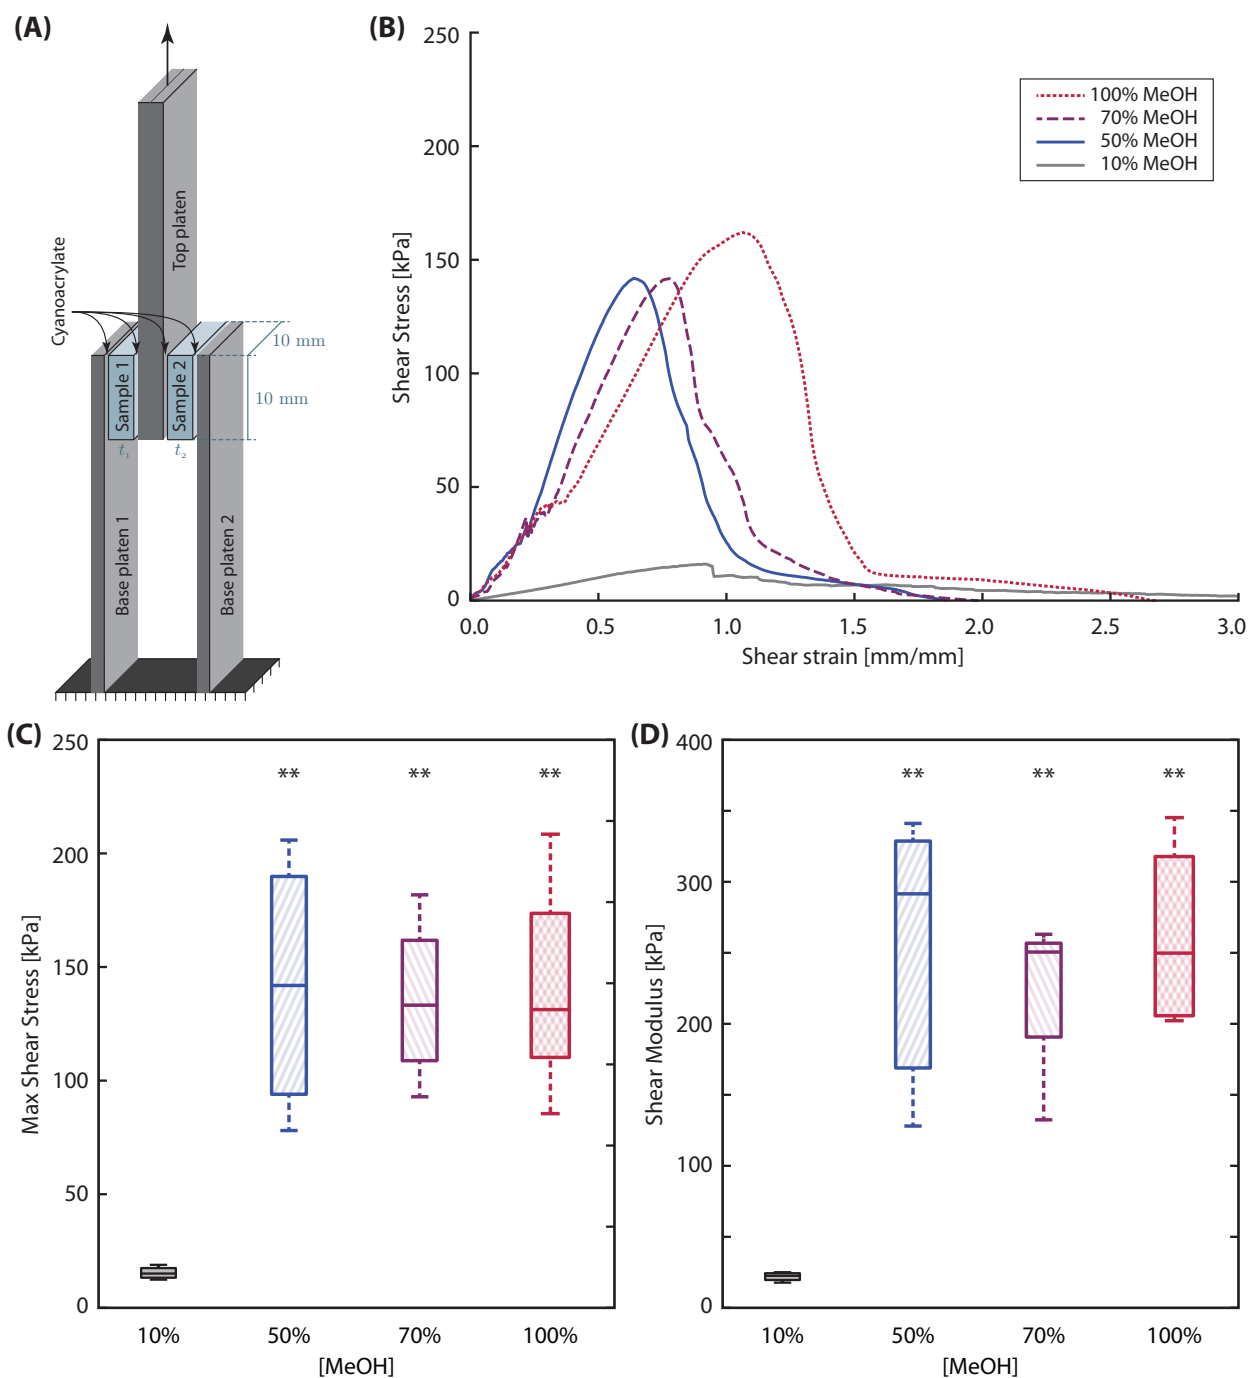 (A)
Top platen
Cyanoacrylate
10 mm
10 mm
Sample 1
Sample 2
t₁
t₂
Base platen 1
Base platen 2
(B)
250
200
150
100
50
0
Shear Stress [kPa]
100% MeOH
70% MeOH
50% MeOH
10% MeOH
0.0
0.5
1.0
1.5
2.0
2.5
3.0
Shear strain [mm/mm]
(C)
250
200
150
100
50
0
Max Shear Stress [kPa]
**
**
**
10%
50%
70%
100%
[MeOH]
(D)
400
300
200
100
0
Shear Modulus [kPa]
**
**
**
10%
50%
70%
100%
[MeOH]